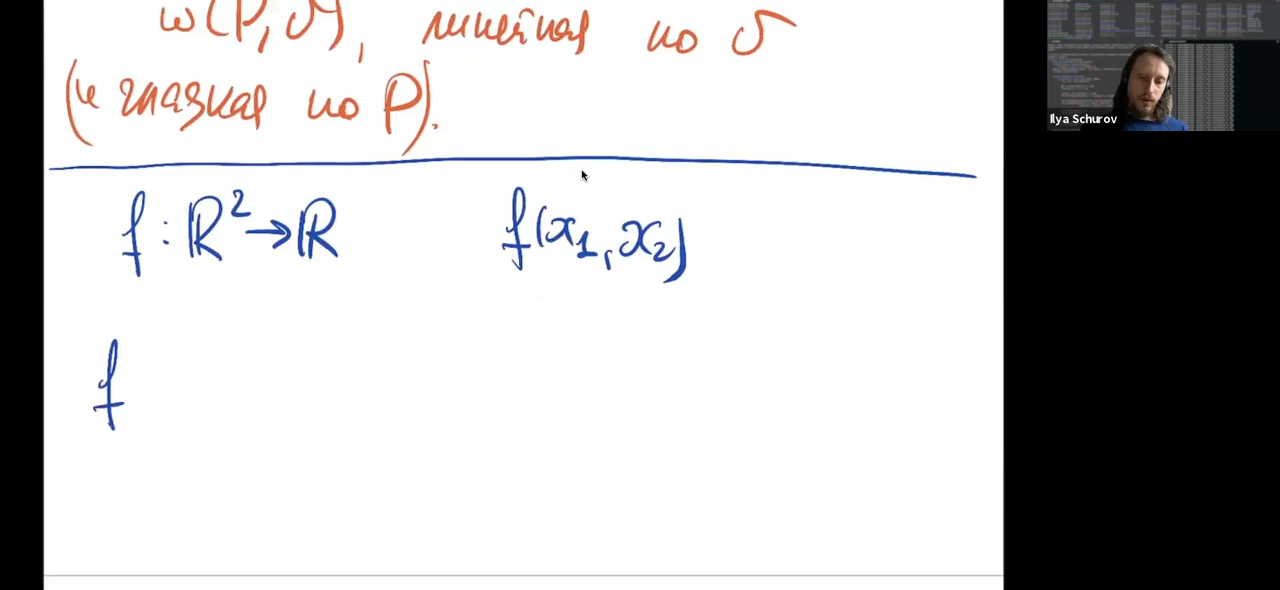 ω(P, v), линейная по v
(и гладкая по P).
f : ℝ² → ℝ f(x₁, x₂)
f
Ilya Schurov